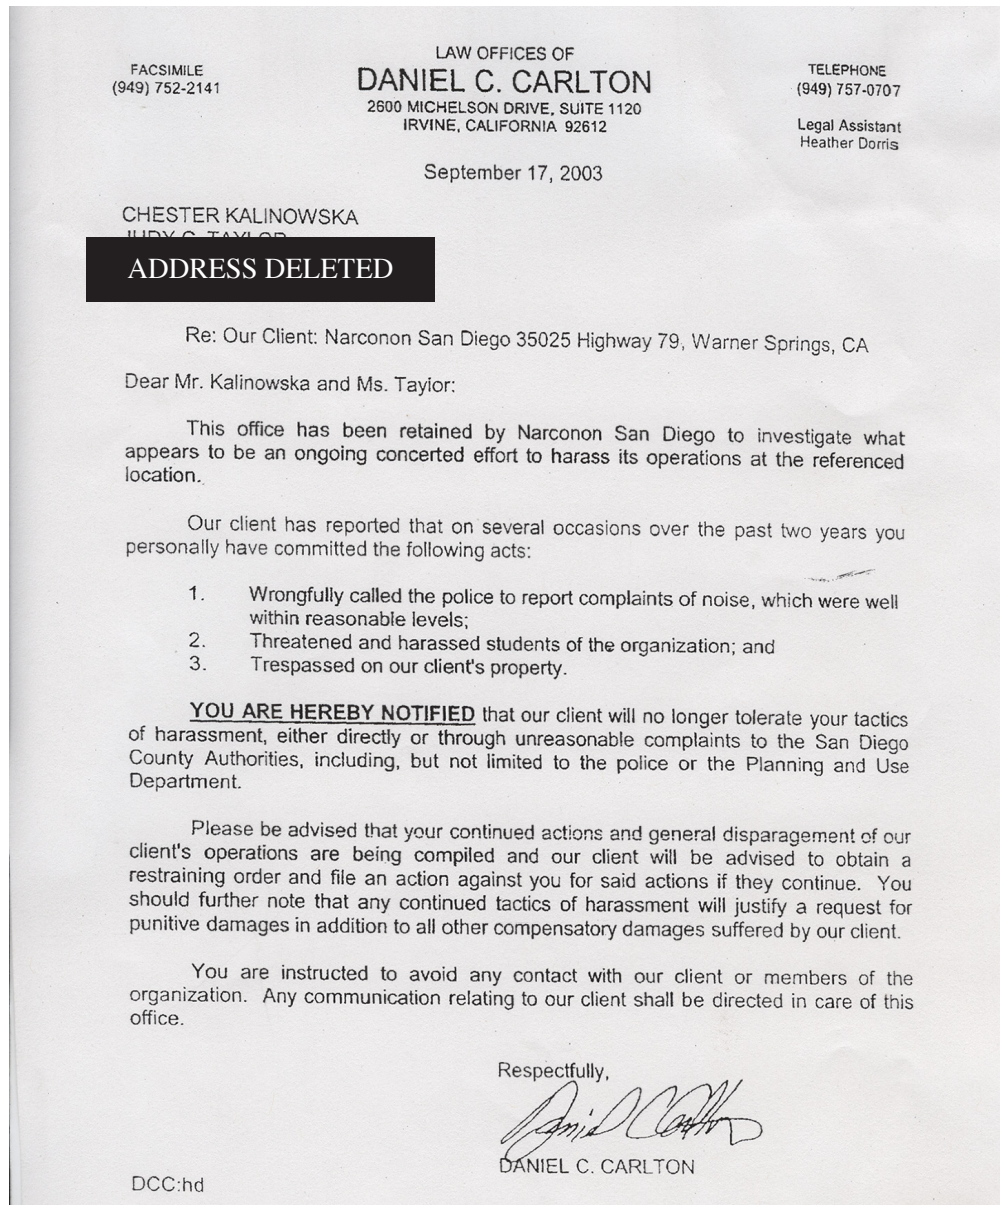 LAW OFFICES OF
FACSIMILE
(949) 752-2141
DANIEL C. CARLTON
2600 MICHELSON DRIVE, SUITE 1120
IRVINE, CALIFORNIA 92612
TELEPHONE
(949) 757-0707
Legal Assistant
Heather Dorris
September 17, 2003
CHESTER KALINOWSKA
JUDY C. TAYLOR
ADDRESS DELETED
Re: Our Client: Narconon San Diego 35025 Highway 79, Warner Springs, CA
Dear Mr. Kalinowska and Ms. Taylor:
This office has been retained by Narconon San Diego to investigate what
appears to be an ongoing concerted effort to harass its operations at the referenced
location.
Our client has reported that on several occasions over the past two years you
personally have committed the following acts:
1. Wrongfully called the police to report complaints of noise, which were well
within reasonable levels;
2. Threatened and harassed students of the organization; and
3. Trespassed on our client's property.
YOU ARE HEREBY NOTIFIED that our client will no longer tolerate your tactics
of harassment, either directly or through unreasonable complaints to the San Diego
County Authorities, including, but not limited to the police or the Planning and Use
Department.
Please be advised that your continued actions and general disparagement of our
client's operations are being compiled and our client will be advised to obtain a
restraining order and file an action against you for said actions if they continue. You
should further note that any continued tactics of harassment will justify a request for
punitive damages in addition to all other compensatory damages suffered by our client.
You are instructed to avoid any contact with our client or members of the
organization. Any communication relating to our client shall be directed in care of this
office.
Respectfully,
Daniel Carlton
DANIEL C. CARLTON
DCC:hd